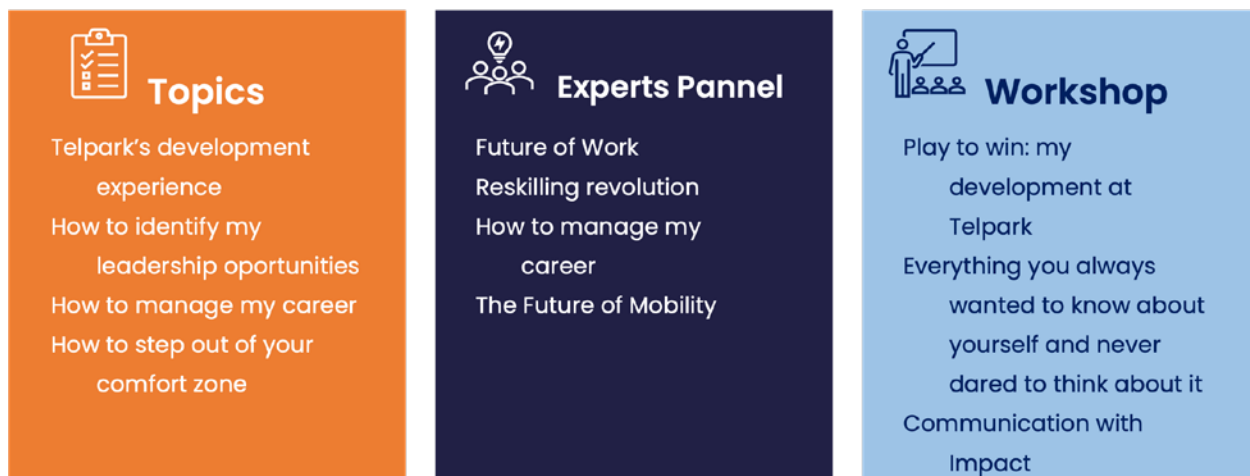 Topics
Telpark's development
experience
How to identify my
leadership oportunities
How to manage my career
How to step out of your
comfort zone
Experts Pannel
Future of Work
Reskilling revolution
How to manage my
career
The Future of Mobility
Workshop
Play to win: my
development at
Telpark
Everything you always
wanted to know about
yourself and never
dared to think about it
Communication with
Impact